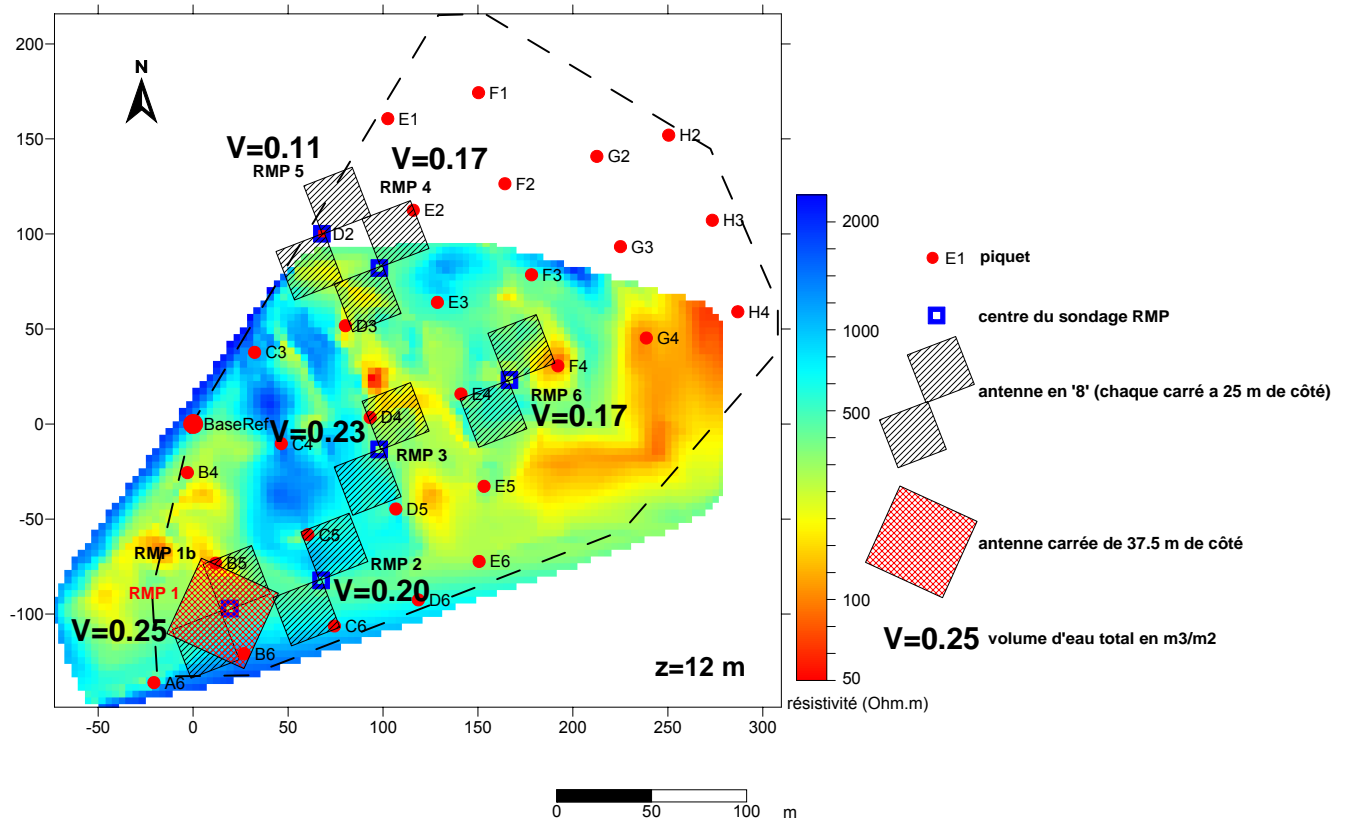 200
150
100
50
0
-50
-100
-50
0
50
100
150
200
250
300
N
F1
E1
H2
V=0.11
RMP 5
V=0.17
G2
RMP 4
F2
E2
H3
D2
G3
F3
E3
H4
D3
G4
C3
F4
RMP 6
E4
V=0.17
D4
BaseRef
V=0.23
C4
RMP 3
B4
E5
D5
C5
RMP 1b
B5
RMP 2
E6
RMP 1
V=0.20
D6
V=0.25
C6
B6
A6
z=12 m
2000
1000
500
100
50
résistivité (Ohm.m)
E1 piquet
centre du sondage RMP
antenne en '8' (chaque carré a 25 m de côté)
antenne carrée de 37.5 m de côté
V=0.25 volume d'eau total en m3/m2
0 50 100 m